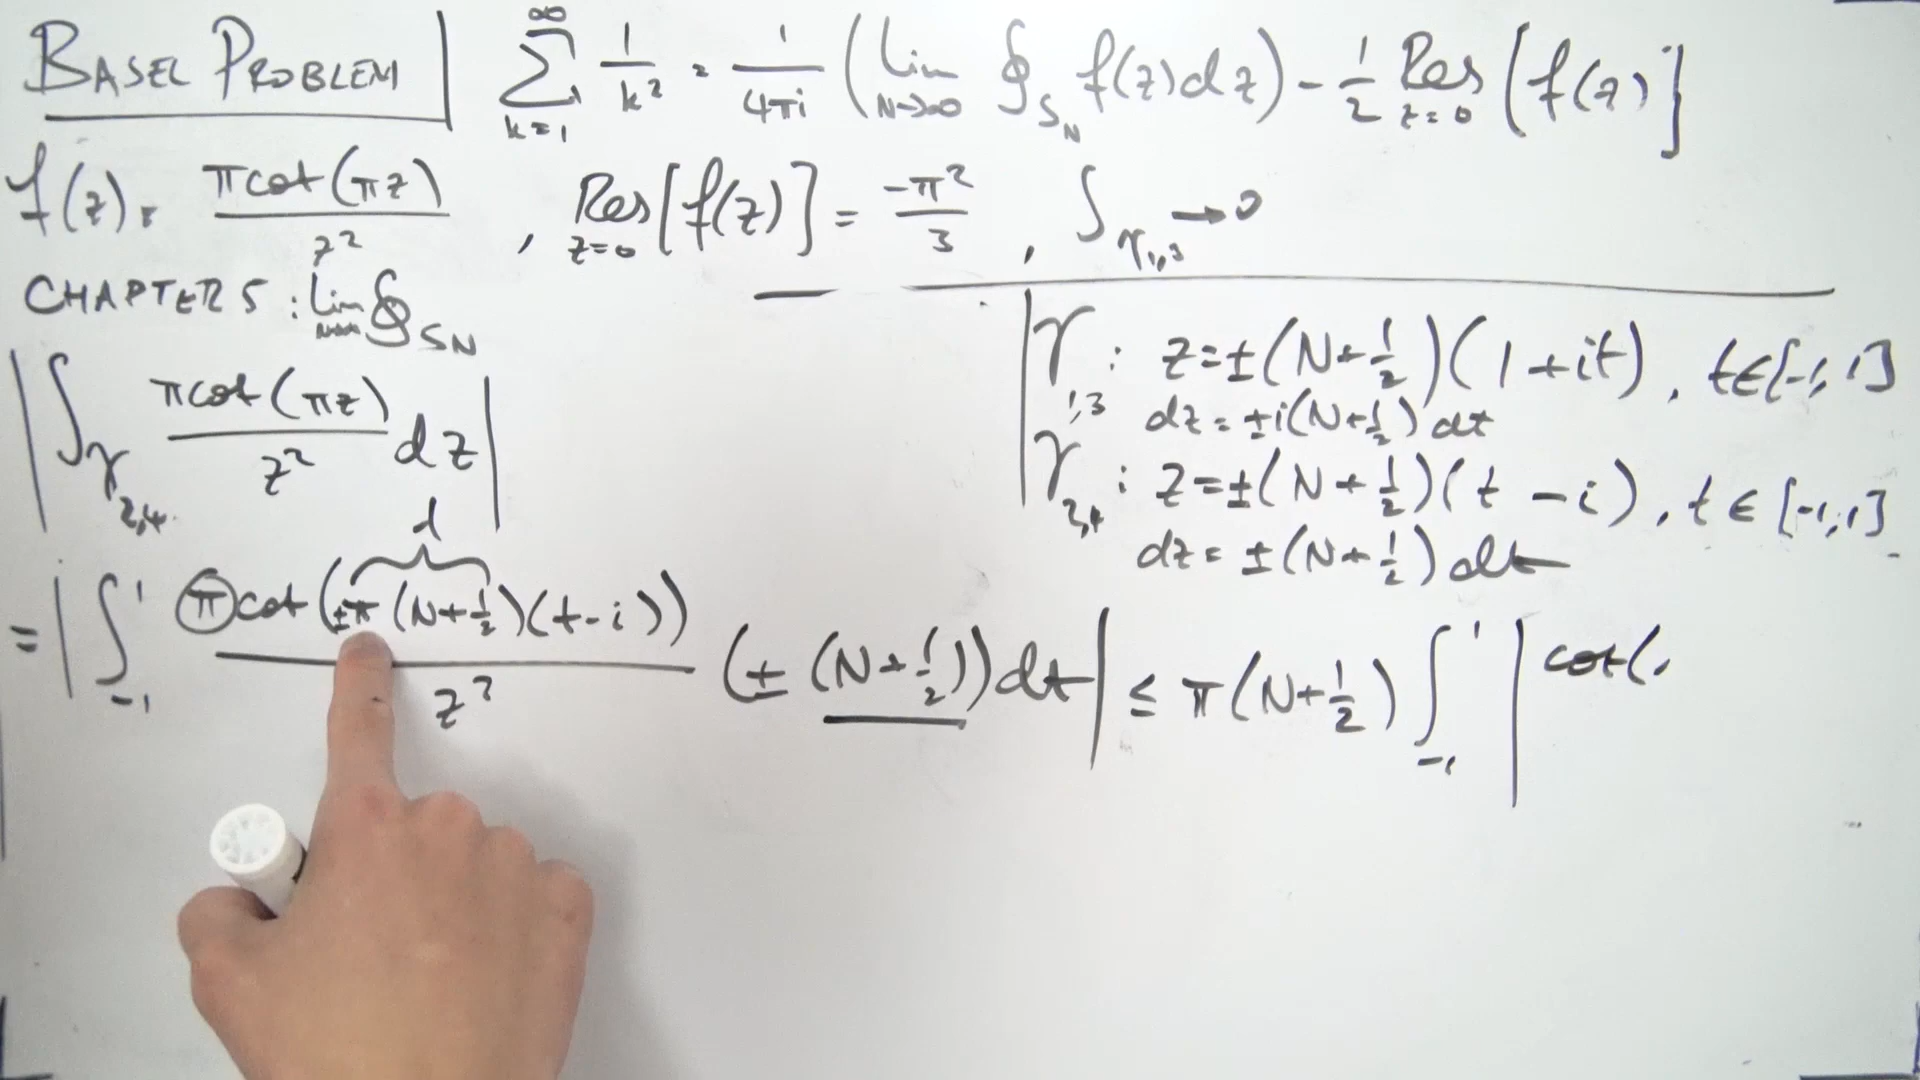 BASEL PROBLEM | ∑_{k=1}^{∞} 1/k² = 1/(4πi) (Lim_{N→∞} ∮_{S_N} f(z)dz) - 1/2 Res_{z=0} [f(z)]
f(z) = πcot(πz)/z² , Res_{z=0} [f(z)] = -π²/3 , ∫_{γ_{1,3}} → 0
CHAPTER 5 : Lim_{N→∞} ∮_{S_N}
|∫_{γ_{2,4}} πcot(πz)/z² dz|
γ_{1,3} : z = ±(N+1/2)(1+it), t∈[-1,1]
dz = ±i(N+1/2)dt
γ_{2,4} : z = ±(N+1/2)(t-i), t∈[-1,1]
dz = ±(N+1/2)dt
d
= |∫_{-1}^{1} πcot(±π(N+1/2)(t-i))/z² (±(N+1/2))dt| ≤ π(N+1/2) ∫_{-1}^{1} | cot(